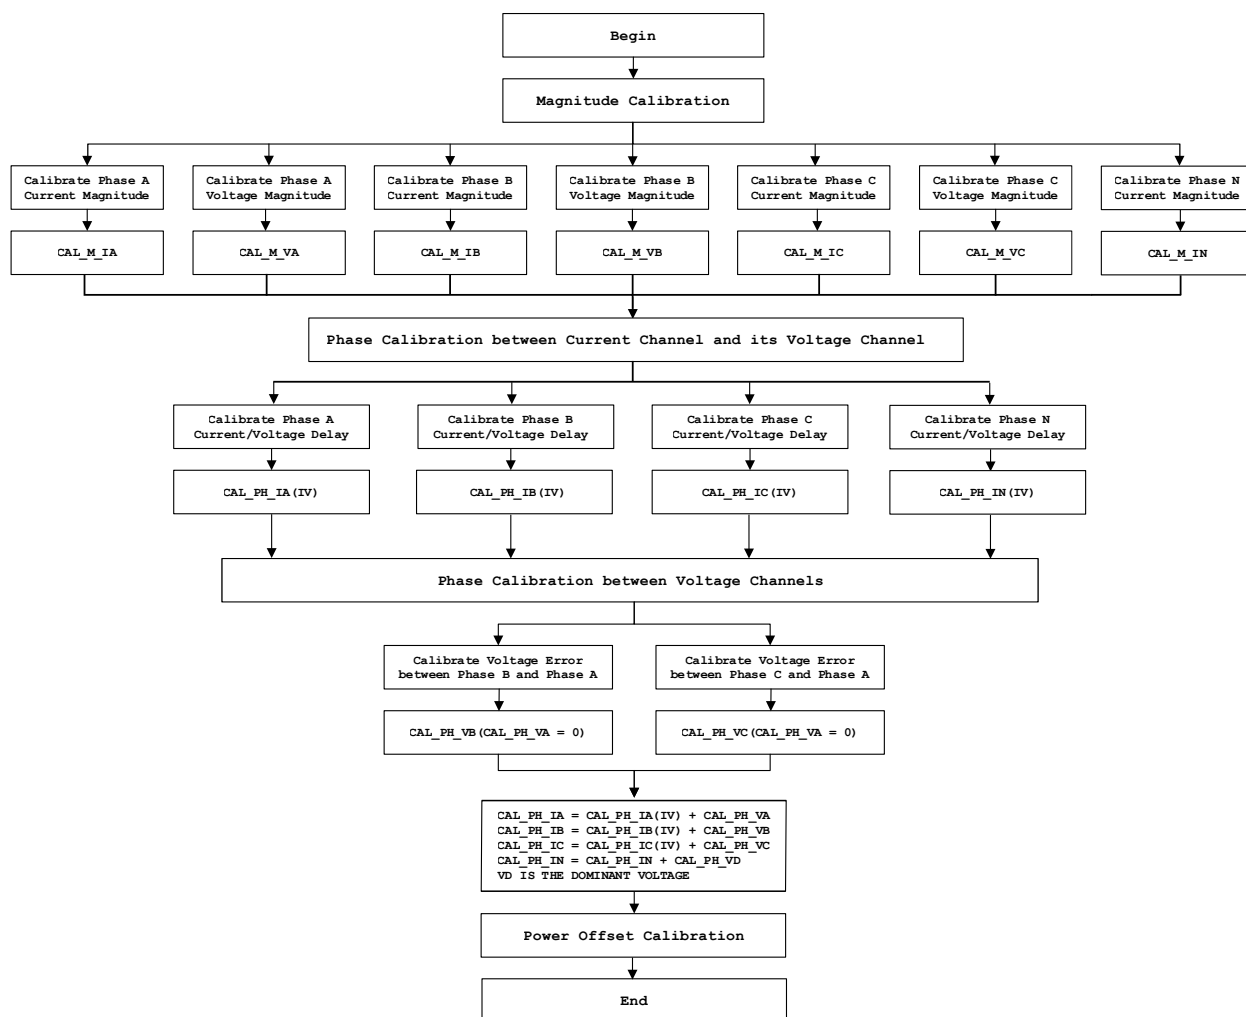 Begin
Magnitude Calibration
Calibrate Phase A
Current Magnitude
Calibrate Phase A
Voltage Magnitude
Calibrate Phase B
Current Magnitude
Calibrate Phase B
Voltage Magnitude
Calibrate Phase C
Current Magnitude
Calibrate Phase C
Voltage Magnitude
Calibrate Phase N
Current Magnitude
CAL_M_IA
CAL_M_VA
CAL_M_IB
CAL_M_VB
CAL_M_IC
CAL_M_VC
CAL_M_IN
Phase Calibration between Current Channel and its Voltage Channel
Calibrate Phase A
Current/Voltage Delay
Calibrate Phase B
Current/Voltage Delay
Calibrate Phase C
Current/Voltage Delay
Calibrate Phase N
Current/Voltage Delay
CAL_PH_IA(IV)
CAL_PH_IB(IV)
CAL_PH_IC(IV)
CAL_PH_IN(IV)
Phase Calibration between Voltage Channels
Calibrate Voltage Error
between Phase B and Phase A
Calibrate Voltage Error
between Phase C and Phase A
CAL_PH_VB(CAL_PH_VA = 0)
CAL_PH_VC(CAL_PH_VA = 0)
CAL_PH_IA = CAL_PH_IA(IV) + CAL_PH_VA
CAL_PH_IB = CAL_PH_IB(IV) + CAL_PH_VB
CAL_PH_IC = CAL_PH_IC(IV) + CAL_PH_VC
CAL_PH_IN = CAL_PH_IN + CAL_PH_VD
VD IS THE DOMINANT VOLTAGE
Power Offset Calibration
End